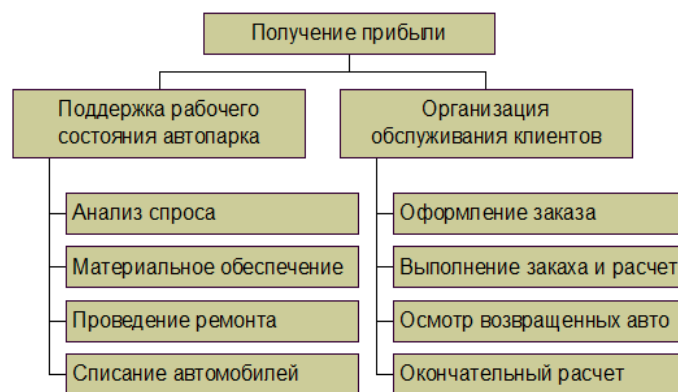 Получение прибыли
Поддержка рабочего
состояния автопарка
Анализ спроса
Материальное обеспечение
Проведение ремонта
Списание автомобилей
Организация
обслуживания клиентов
Оформление заказа
Выполнение закаха и расчет
Осмотр возвращенных авто
Окончательный расчет